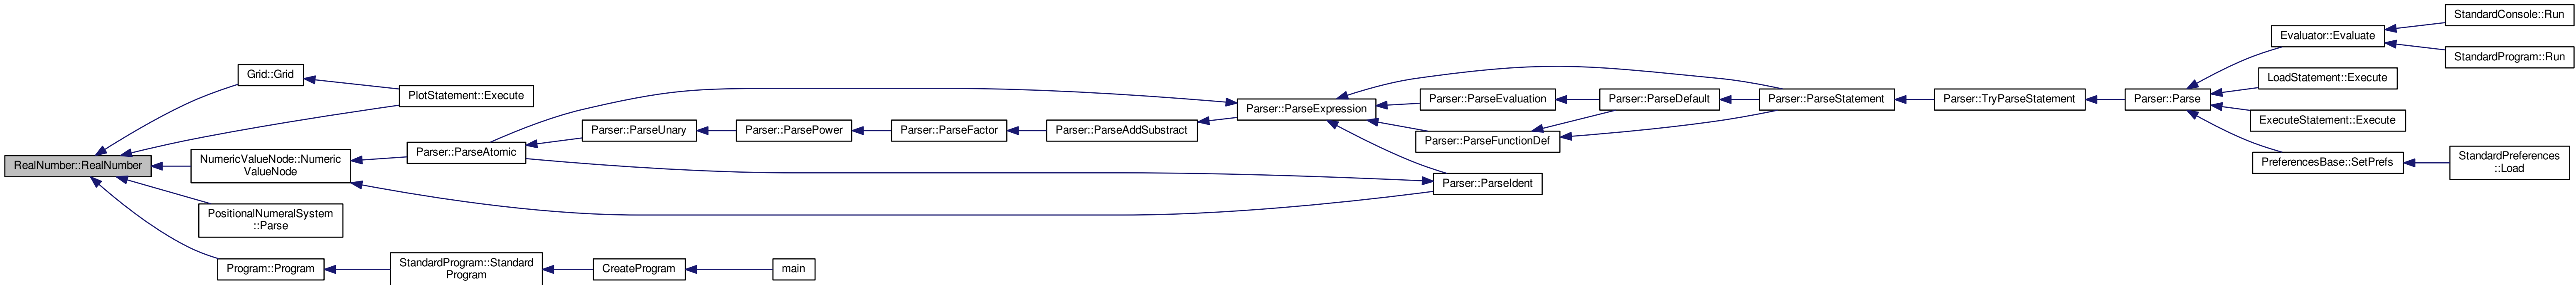 RealNumber::RealNumber
Grid::Grid
PlotStatement::Execute
NumericValueNode::Numeric
ValueNode
PositionalNumeralSystem
::Parse
Program::Program
StandardProgram::Standard
Program
CreateProgram
main
Parser::ParseAtomic
Parser::ParseUnary
Parser::ParsePower
Parser::ParseFactor
Parser::ParseAddSubstract
Parser::ParseExpression
Parser::ParseEvaluation
Parser::ParseFunctionDef
Parser::ParseIdent
Parser::ParseDefault
Parser::ParseStatement
Parser::TryParseStatement
Parser::Parse
Evaluator::Evaluate
LoadStatement::Execute
ExecuteStatement::Execute
PreferencesBase::SetPrefs
StandardConsole::Run
StandardProgram::Run
StandardPreferences
::Load